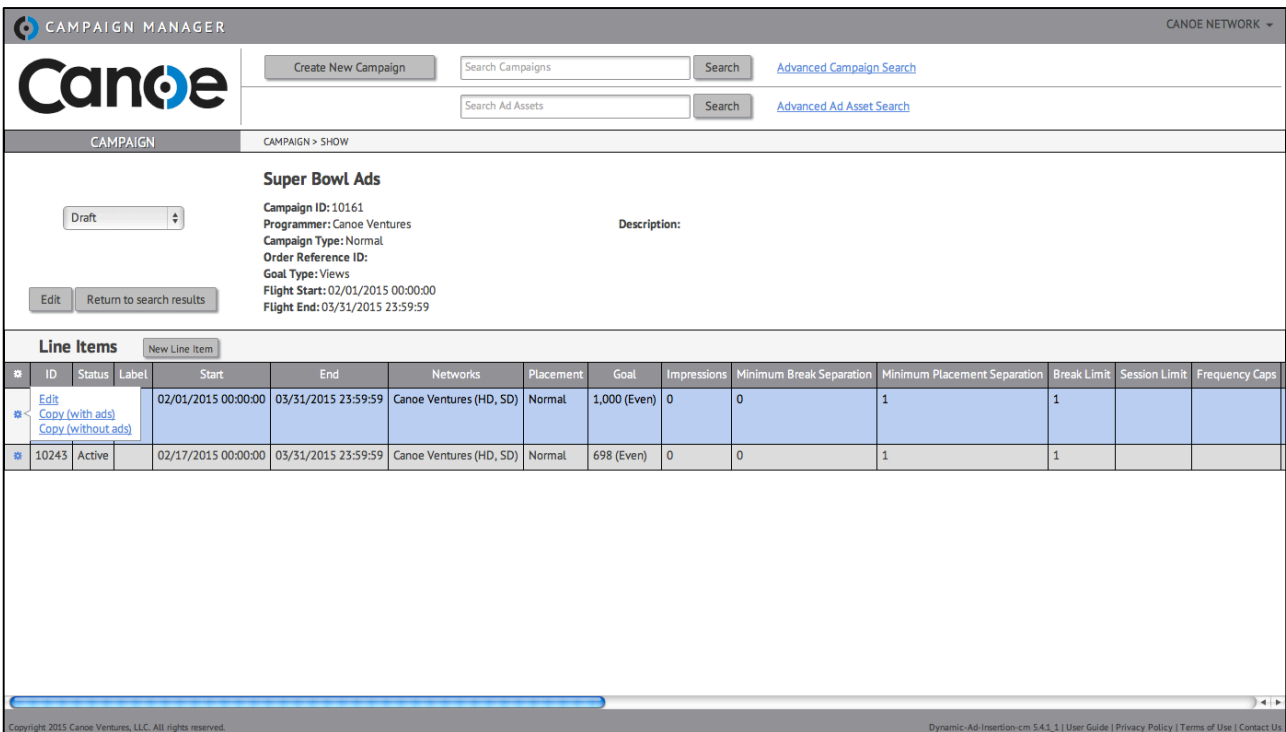 CAMPAIGN MANAGER
CANOE NETWORK
Canoe
Create New Campaign
Search Campaigns
Search
Advanced Campaign Search
Search Ad Assets
Search
Advanced Ad Asset Search
CAMPAIGN
CAMPAIGN > SHOW
Super Bowl Ads
Draft
Campaign ID: 10161
Programmer: Canoe Ventures
Description:
Campaign Type: Normal
Order Reference ID:
Goal Type: Views
Flight Start: 02/01/2015 00:00:00
Flight End: 03/31/2015 23:59:59
Edit
Return to search results
Line Items
New Line Item
ID Status Label Start End Networks Placement Goal Impressions Minimum Break Separation Minimum Placement Separation Break Limit Session Limit Frequency Caps
Edit
Copy (with ads)
Copy (without ads)
02/01/2015 00:00:00 03/31/2015 23:59:59 Canoe Ventures (HD, SD) Normal 1,000 (Even) 0 0 1 1
10243 Active 02/17/2015 00:00:00 03/31/2015 23:59:59 Canoe Ventures (HD, SD) Normal 698 (Even) 0 0 1 1
Copyright 2015 Canoe Ventures, LLC. All rights reserved.
Dynamic-Ad-Insertion-cm 5.4.1_1 | User Guide | Privacy Policy | Terms of Use | Contact Us